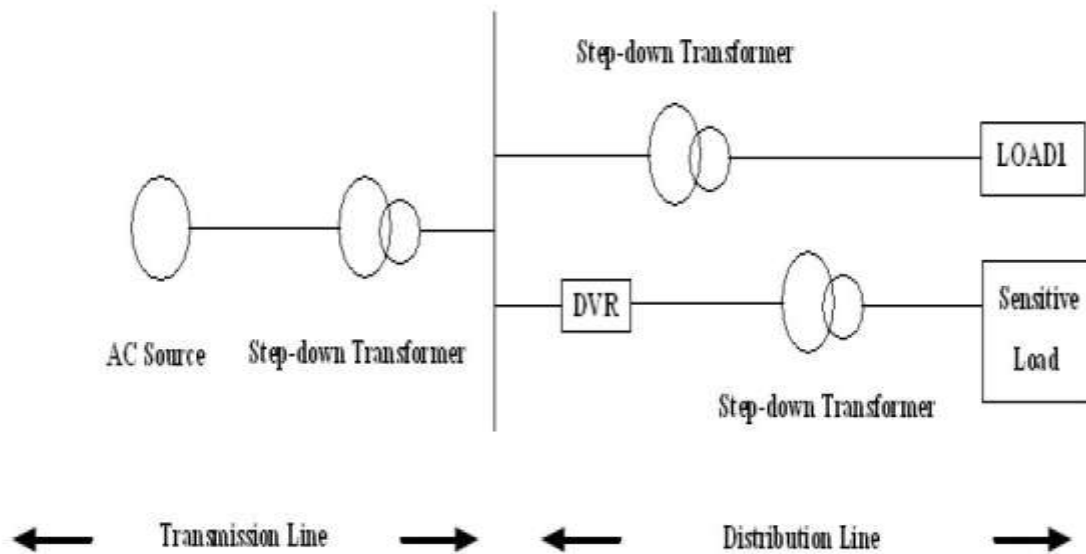 Step-down Transformer
LOAD1
DVR
Sensitive
Load
AC Source
Step-down Transformer
Step-down Transformer
Transmission Line
Distribution Line